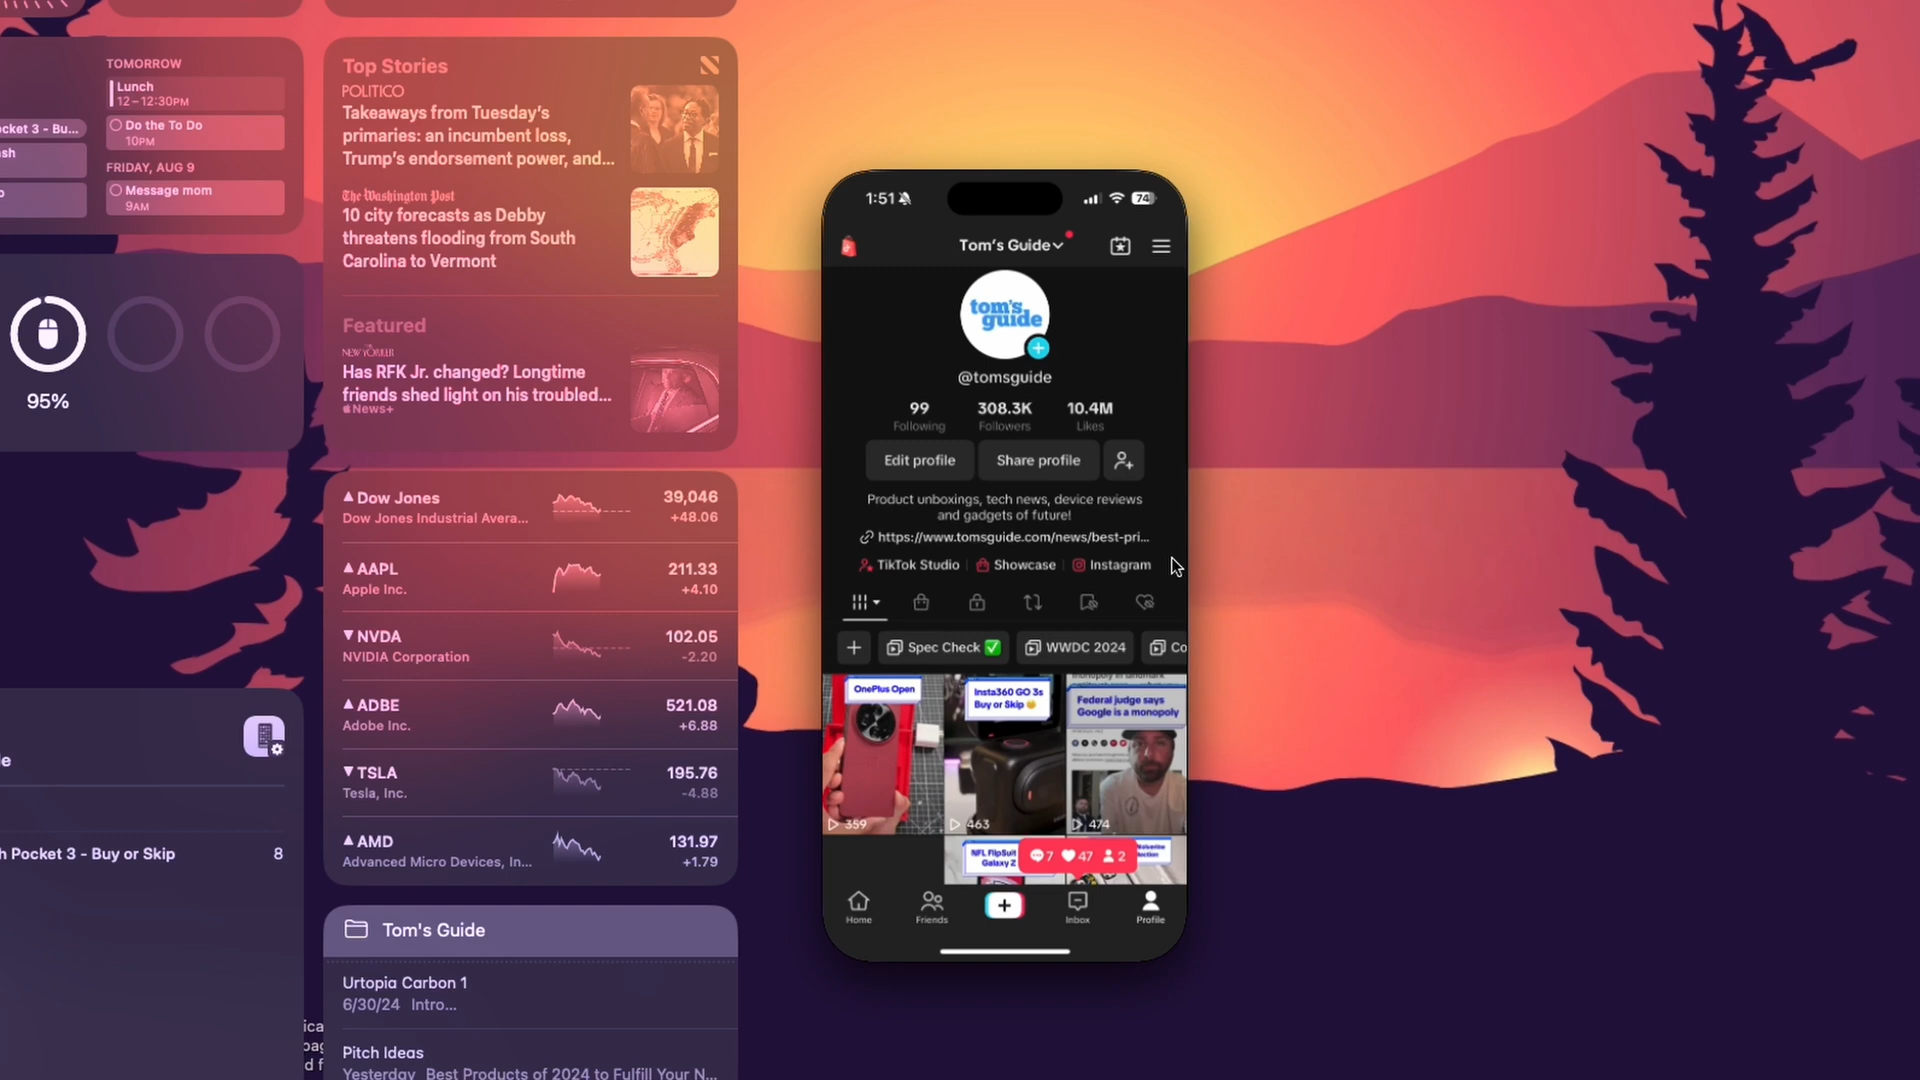 TOMORROW
Lunch
12–12:30PM
Do the To Do
10PM
FRIDAY, AUG 9
Message mom
9AM
ocket 3 - Bu...
95%
h Pocket 3 - Buy or Skip
8
Top Stories
POLITICO
Takeaways from Tuesday's
primaries: an incumbent loss,
Trump's endorsement power, and...
The Washington Post
10 city forecasts as Debby
threatens flooding from South
Carolina to Vermont
Featured
NEW YORKER
Has RFK Jr. changed? Longtime
friends shed light on his troubled...
News+
Dow Jones
39,046
Dow Jones Industrial Avera...
+48.06
AAPL
211.33
Apple Inc.
+4.10
NVDA
102.05
NVIDIA Corporation
-2.20
ADBE
521.08
Adobe Inc.
+6.88
TSLA
195.76
Tesla, Inc.
-4.88
AMD
131.97
Advanced Micro Devices, In...
+1.79
Tom's Guide
Urtopia Carbon 1
6/30/24 Intro...
Pitch Ideas
Yesterday Best Products of 2024 to Fulfill Your N...
1:51
74
Tom's Guide
tom's
guide
@tomsguide
99 308.3K 10.4M
Following Followers Likes
Edit profile Share profile
Product unboxings, tech news, device reviews
and gadgets of future!
https://www.tomsguide.com/news/best-pri...
TikTok Studio Showcase Instagram
Spec Check ✅ WWDC 2024 Co
OnePlus Open
359
Insta360 GO 3s
Buy or Skip
463
Federal judge says
Google is a monopoly
474
NFL FlipSuit
Galaxy Z
7 47 2
Home Friends Inbox Profile